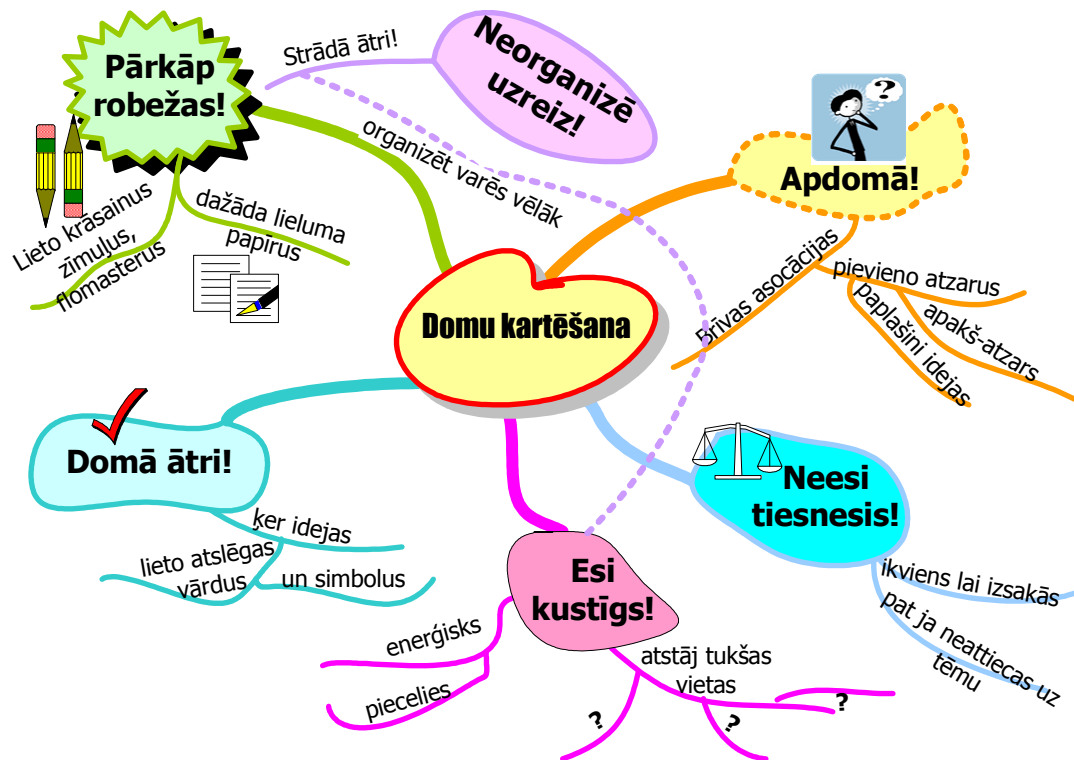 Pārkāp
robežas!
Lieto krāsainus
zīmuļus,
flomasterus
dažāda lieluma
papīrus
Strādā ātri!
Neorganizē
uzreiz!
organizēt varēs vēlāk
?
Apdomā!
Brīvas asocācijas
pievieno atzarus
paplašini idejas
apakš-atzars
Domu kartēšana
Domā ātri!
ķer idejas
lieto atslēgas
vārdus
un simbolus
Neesi
tiesnesis!
ikviens lai izsakās
pat ja neattiecas uz
tēmu
Esi
kustīgs!
enerģisks
piecelies
atstāj tukšas
vietas
?
?
?